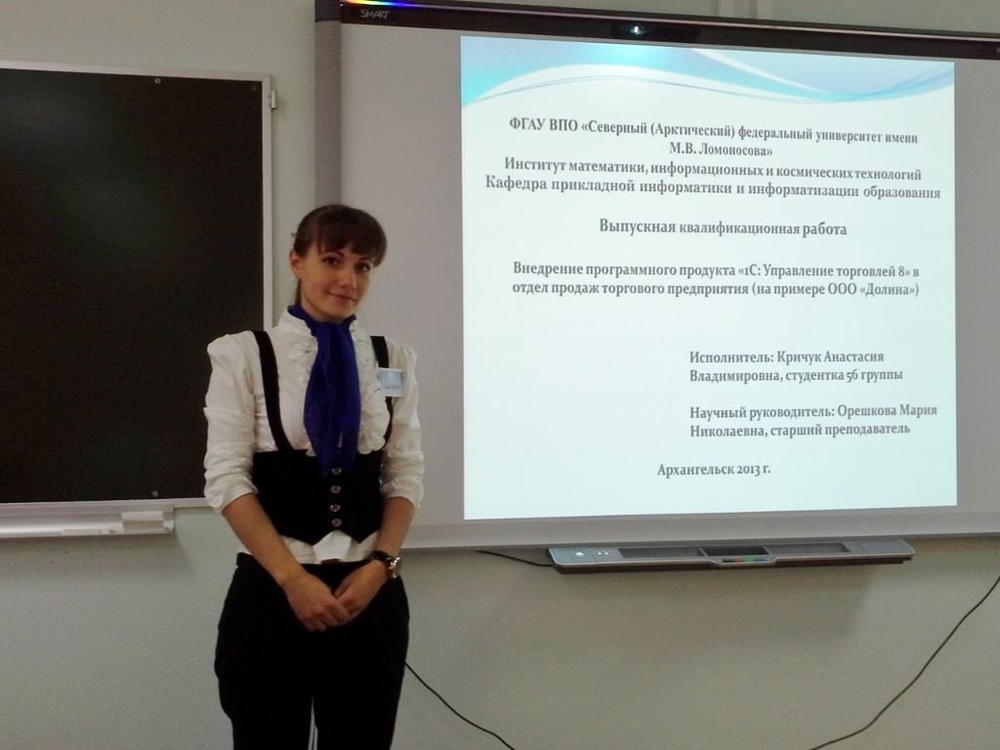 SMART
ФГАУ ВПО «Северный (Арктический) федеральный университет имени
М.В. Ломоносова»
Институт математики, информационных и космических технологий
Кафедра прикладной информатики и информатизации образования
Выпускная квалификационная работа
Внедрение программного продукта «1С: Управление торговлей 8» в
отдел продаж торгового предприятия (на примере ООО «Долина»)
Исполнитель: Кричук Анастасия
Владимировна, студентка 56 группы
Научный руководитель: Орешкова Мария
Николаевна, старший преподаватель
Архангельск 2013 г.